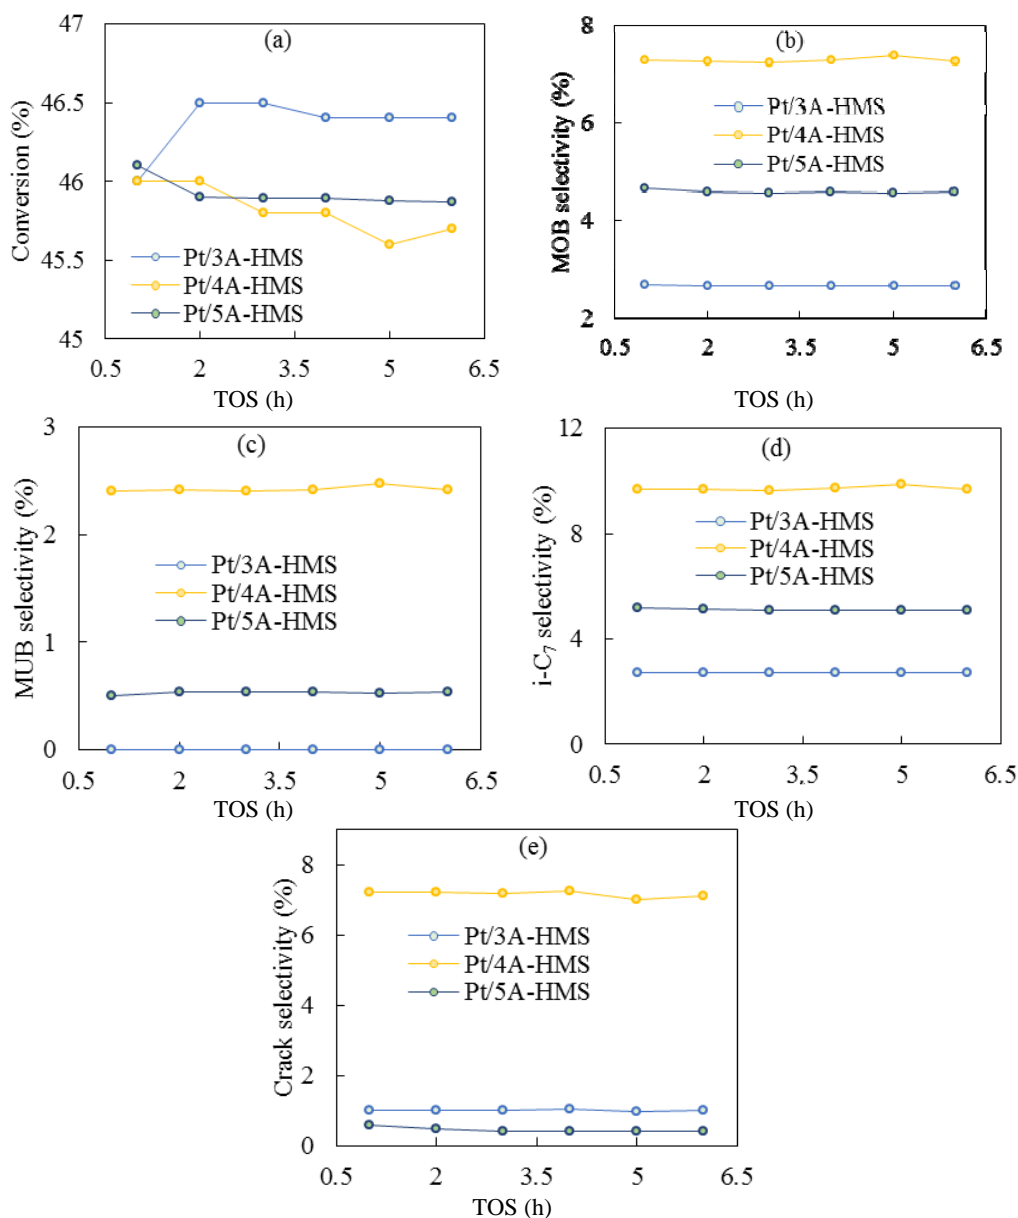 (a)
47
46.5
46
45.5
45
Conversion (%)
Pt/3A-HMS
Pt/4A-HMS
Pt/5A-HMS
0.5 2 3.5 5 6.5
TOS (h)
(b)
8
6
4
2
MOB selectivity (%)
Pt/3A-HMS
Pt/4A-HMS
Pt/5A-HMS
0.5 2 3.5 5 6.5
TOS (h)
(c)
3
2
1
0
MUB selectivity (%)
Pt/3A-HMS
Pt/4A-HMS
Pt/5A-HMS
0.5 2 3.5 5 6.5
TOS (h)
(d)
12
8
4
0
i-C₇ selectivity (%)
Pt/3A-HMS
Pt/4A-HMS
Pt/5A-HMS
0.5 2 3.5 5 6.5
TOS (h)
(e)
8
6
4
2
0
Crack selectivity (%)
Pt/3A-HMS
Pt/4A-HMS
Pt/5A-HMS
0.5 2 3.5 5 6.5
TOS (h)